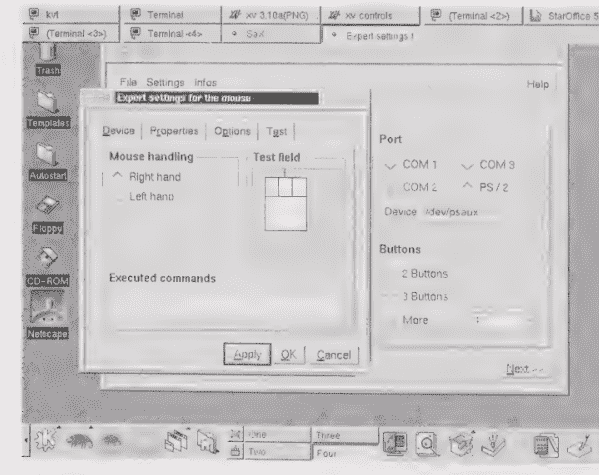 kvt
Terminal
xv 3.10a(PNG)
xv controls
(Terminal <2>)
StarOffice 5
(Terminal <3>)
Terminal <4>
SaX
Expert settings f
Trash
Templates
Autostart
Floppy
CD-ROM
Netscape
File Settings Infos
Help
Expert settings for the mouse
Device Properties Options Test
Mouse handling
Right hand
Left hand
Test field
Executed commands
Apply OK Cancel
Port
COM 1 COM 3
COM 2 PS/2
Device /dev/psaux
Buttons
2 Buttons
3 Buttons
More
Next
One Three
Two Four